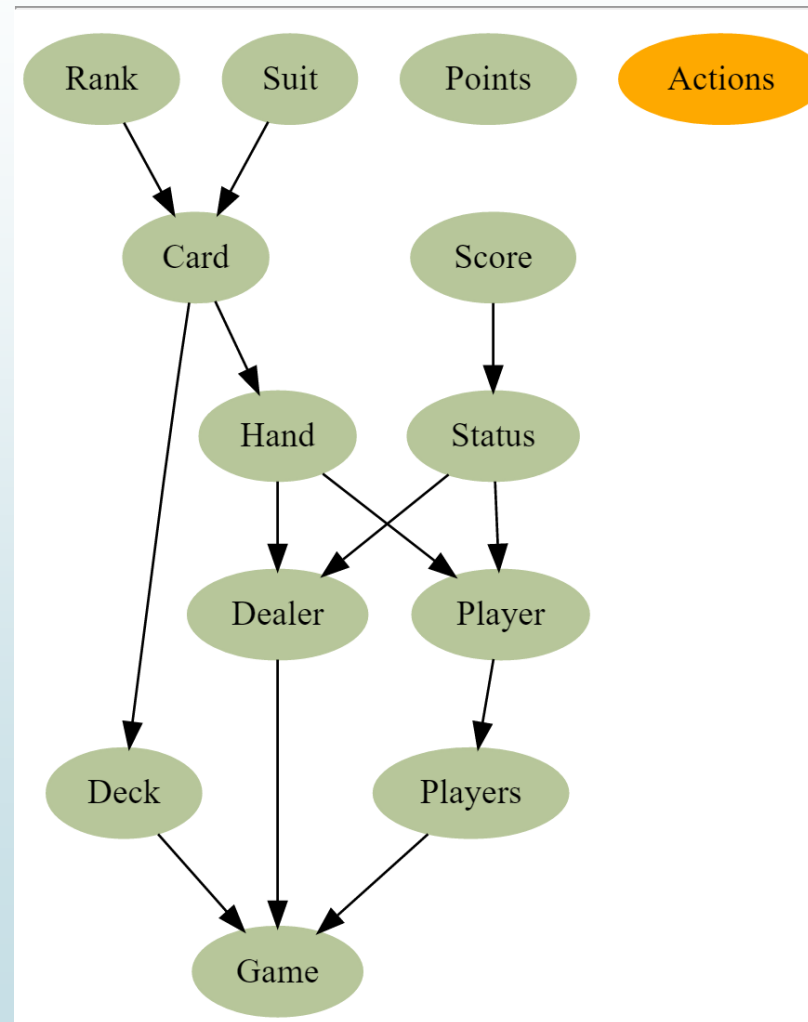 Rank
Suit
Points
Actions
Card
Score
Hand
Status
Dealer
Player
Deck
Players
Game